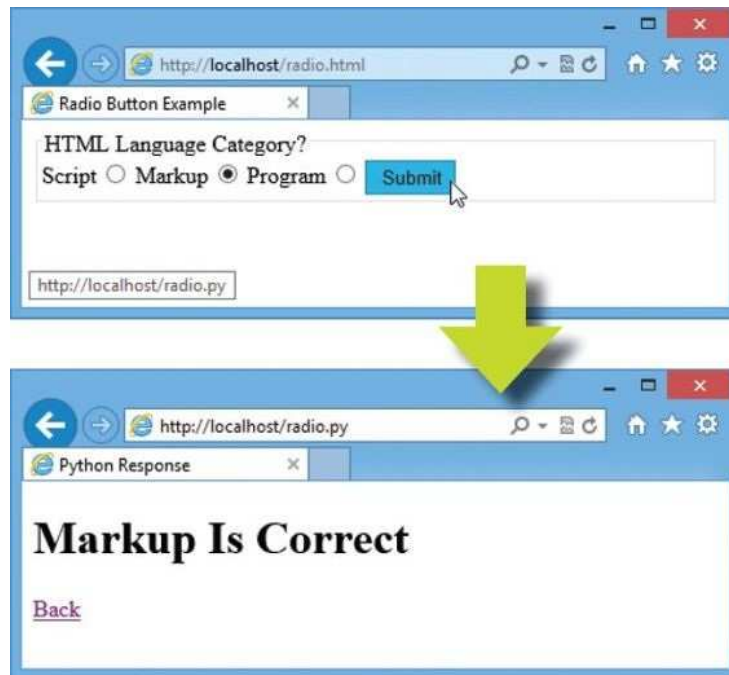 http://localhost/radio.html
Radio Button Example
HTML Language Category?
Script Markup Program Submit
http://localhost/radio.py
http://localhost/radio.py
Python Response
Markup Is Correct
Back